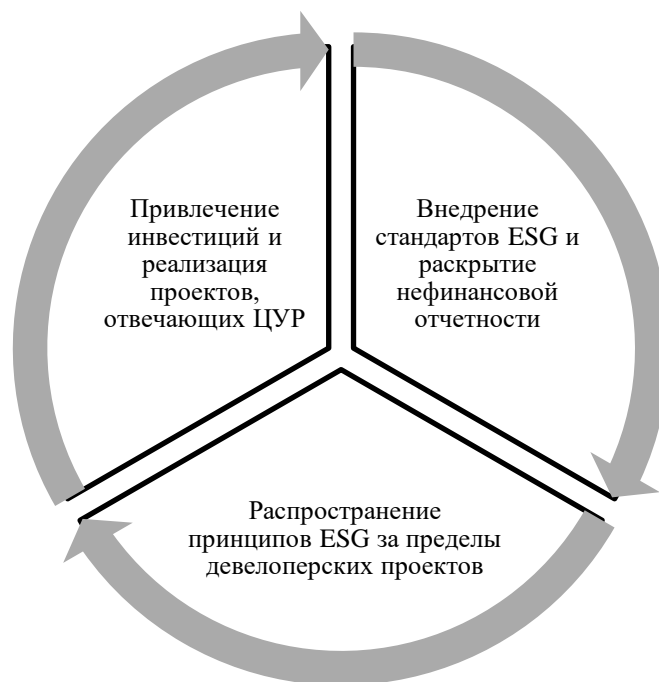 Привлечение
инвестиций и
реализация
проектов,
отвечающих ЦУР
Внедрение
стандартов ESG и
раскрытие
нефинансовой
отчетности
Распространение
принципов ESG за пределы
девелоперских проектов